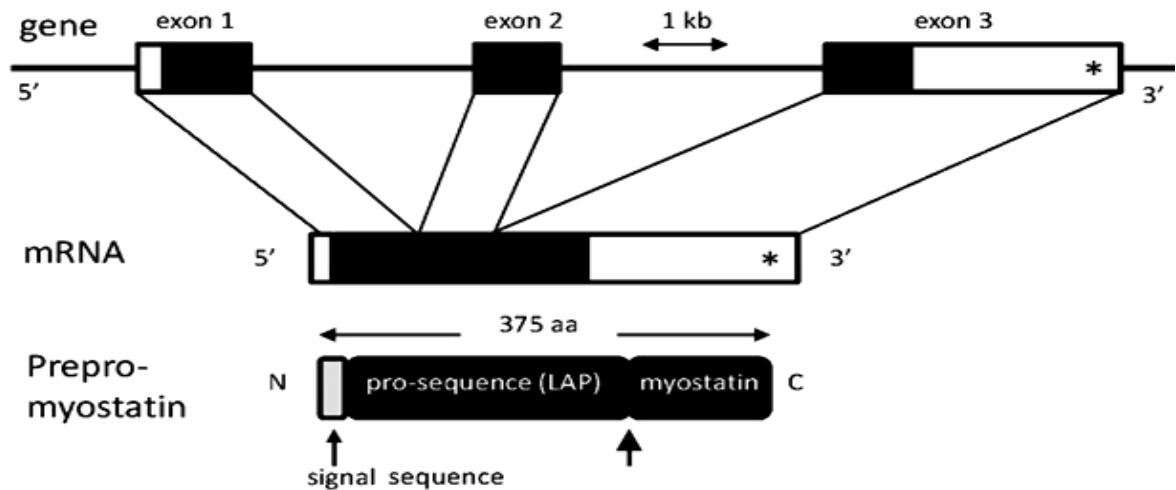 gene
exon 1
exon 2
1 kb
exon 3
*
5’
3’
mRNA
5’
*
3’
375 aa
Prepro-
myostatin
N
pro-sequence (LAP)
myostatin
C
signal sequence